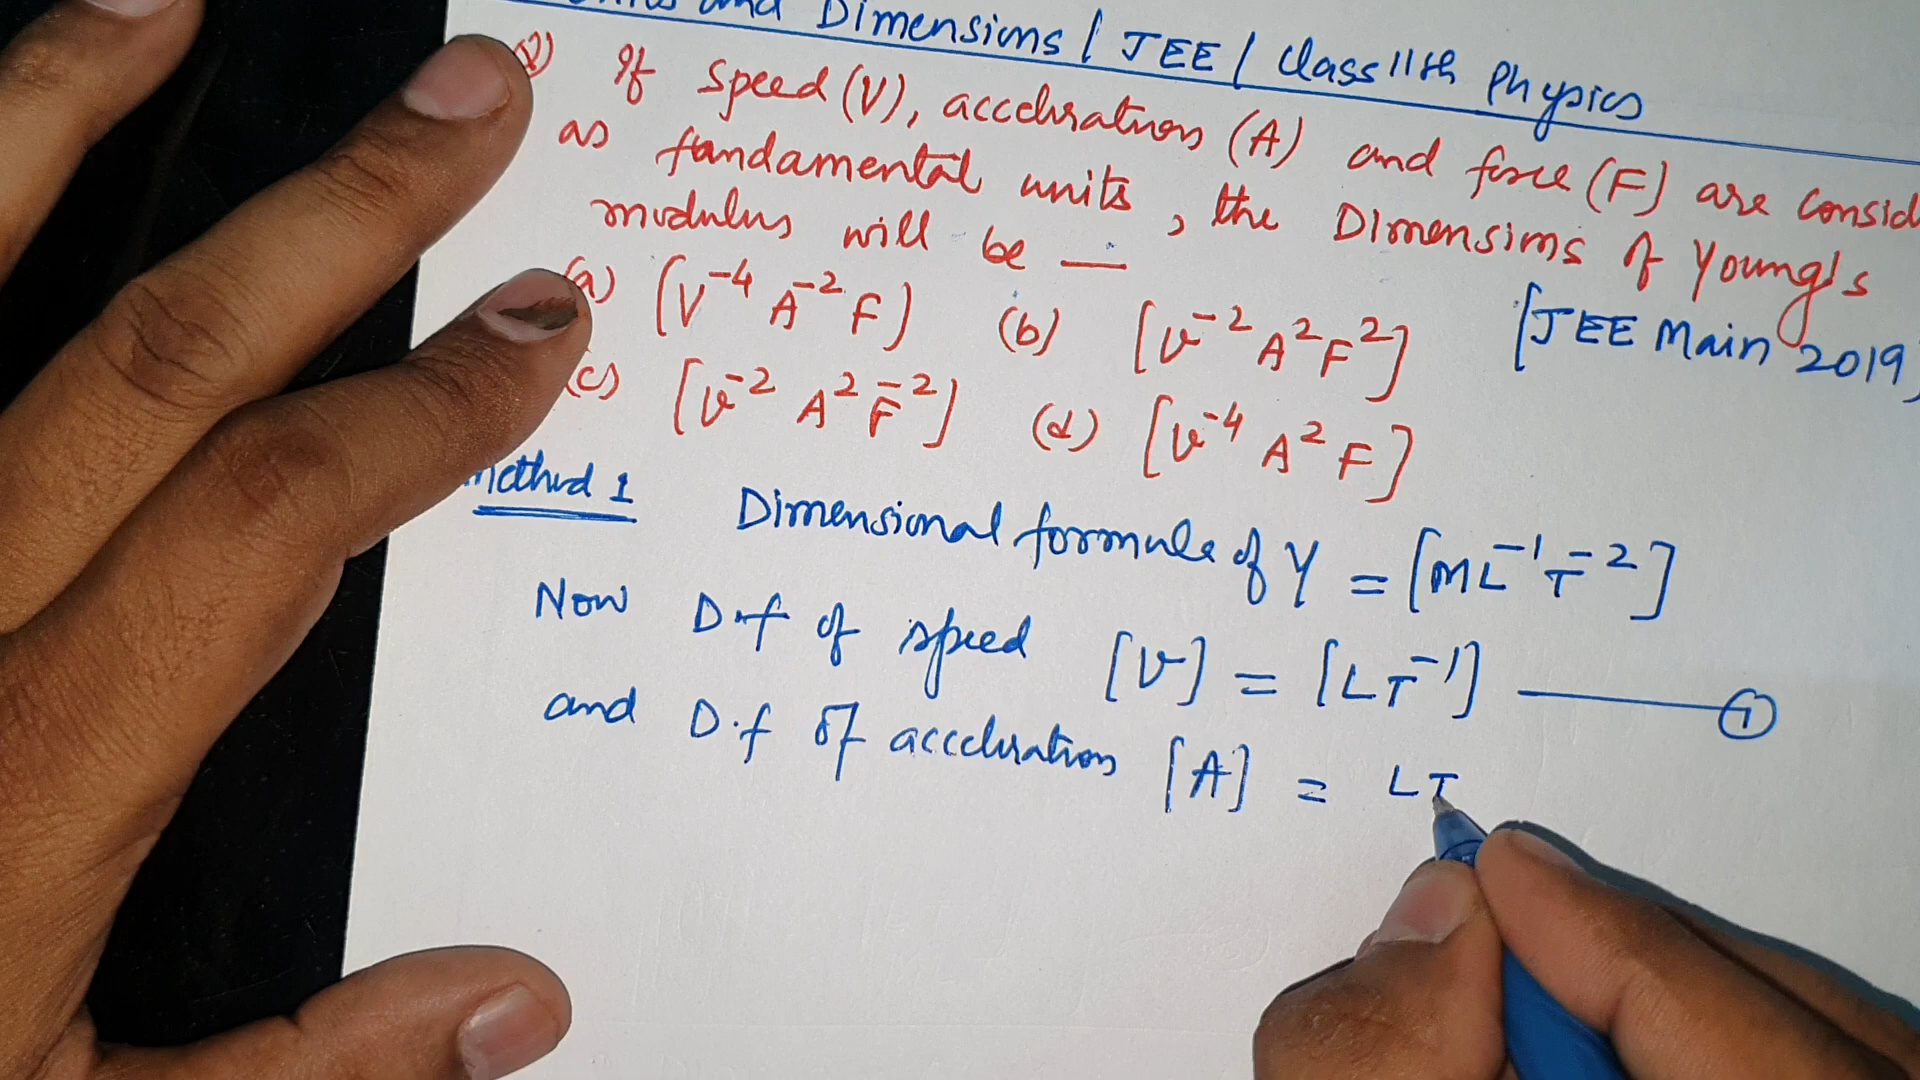 and Dimensions / JEE / Class 11th Physics
Q) If speed (V), acceleration (A) and force (F) are consid
as fundamental units, the Dimensions of Young's
modulus will be —
(a) [V⁻⁴ A⁻² F] (b) [V⁻² A² F²] [JEE Main 2019]
(c) [V⁻² A² F⁻²] (d) [V⁻⁴ A² F]
Method 1 Dimensional formula of Y = [ML⁻¹T⁻²]
Now D.f of speed [V] = [LT⁻¹] —— ①
and D.f of acceleration [A] = LT